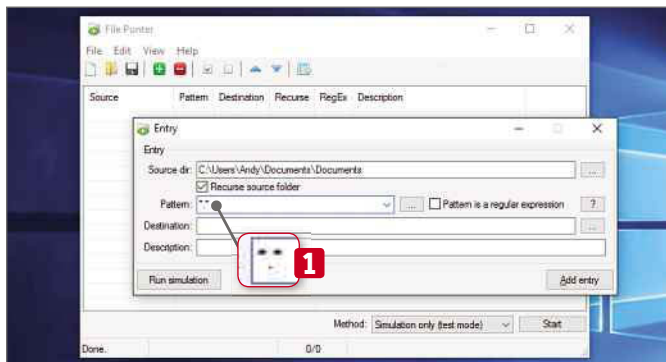 File Punter
File Edit View Help
Source Pattern Destination Recurse RegEx Description
Entry
Entry
Source dir: C:\Users\Andy\Documents\Documents ...
Recurse source folder
Pattern: *.* ... Pattern is a regular expression ?
Destination: ...
Description:
1
Run simulation Add entry
Method: Simulation only (test mode) Start
Done. 0/0